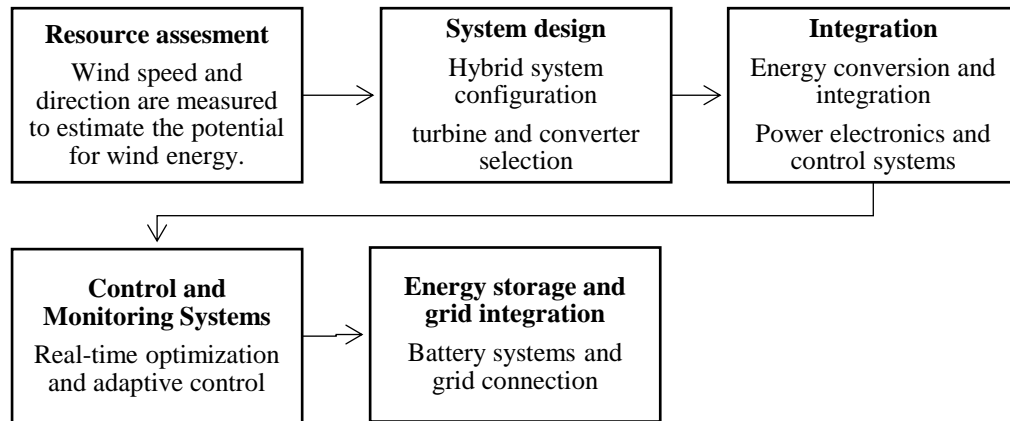 Resource assesment
Wind speed and
direction are measured
to estimate the potential
for wind energy.
System design
Hybrid system
configuration
turbine and converter
selection
Integration
Energy conversion and
integration
Power electronics and
control systems
Control and
Monitoring Systems
Real-time optimization
and adaptive control
Energy storage and
grid integration
Battery systems and
grid connection